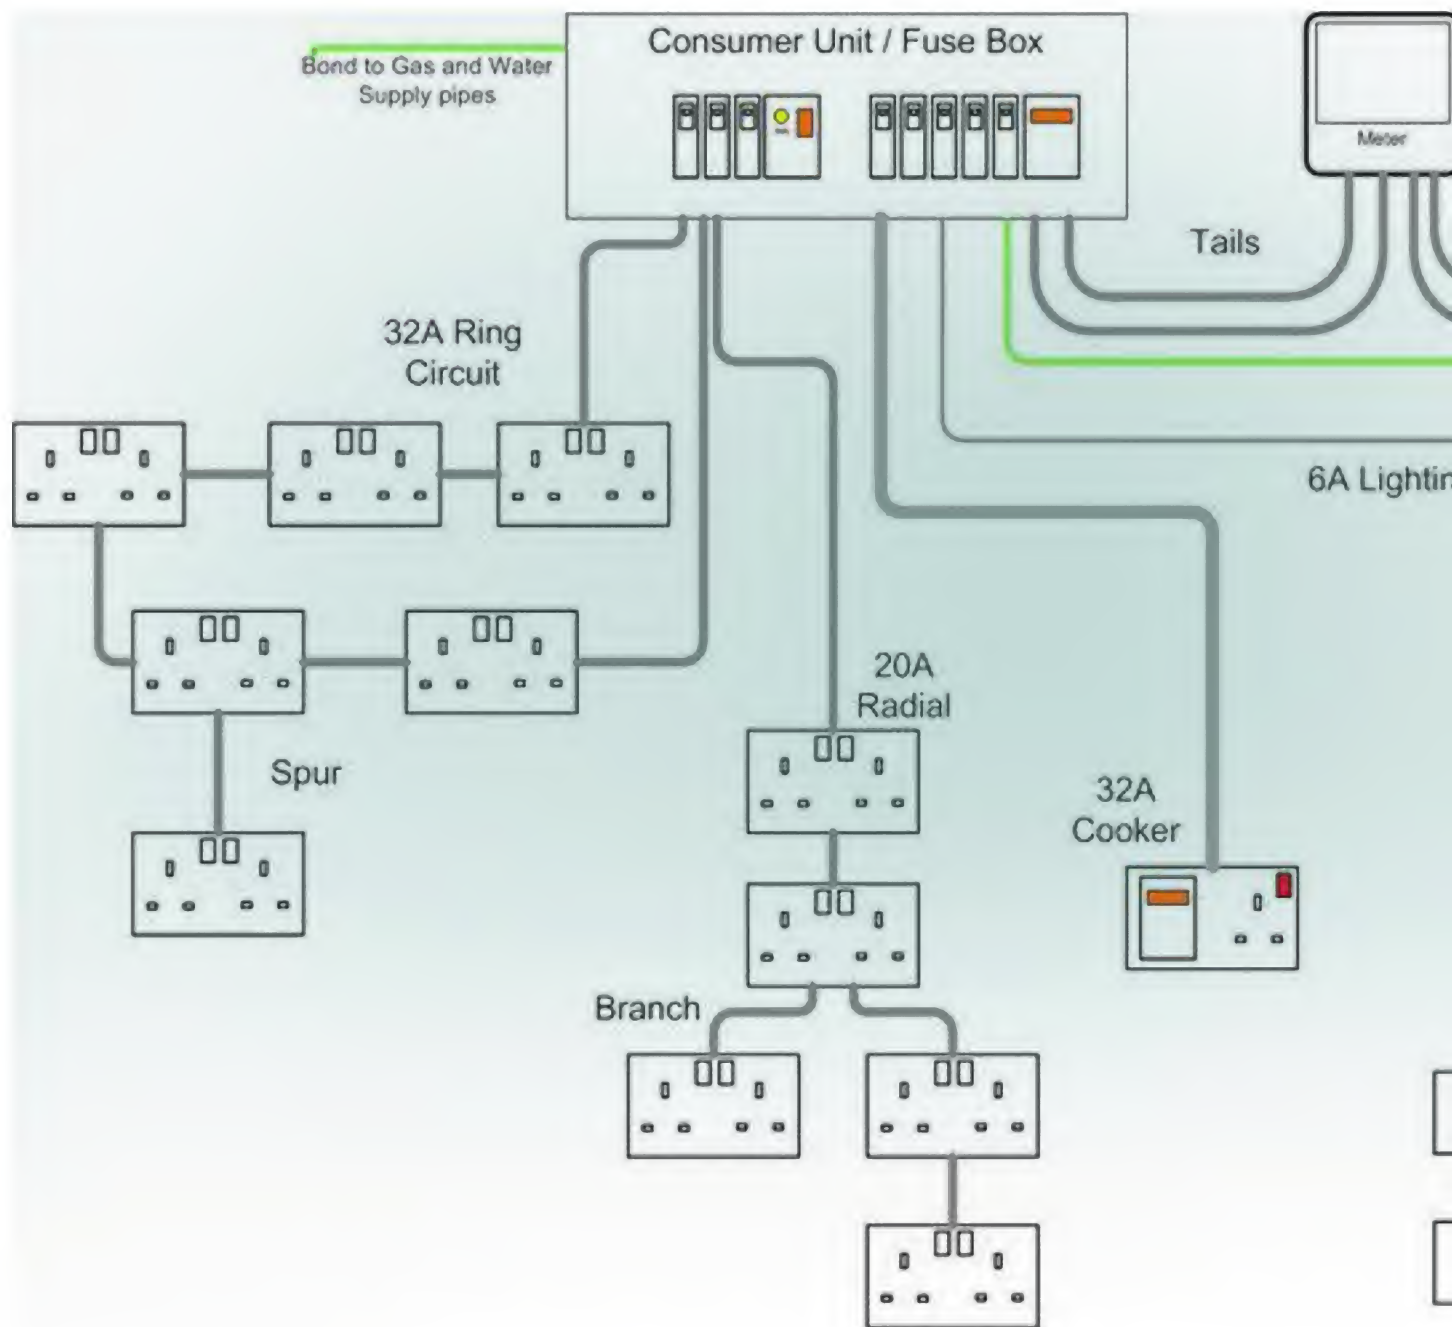 Consumer Unit / Fuse Box
Bond to Gas and Water
Supply pipes
Meter
Tails
32A Ring
Circuit
6A Lightin
20A
Radial
Spur
32A
Cooker
Branch